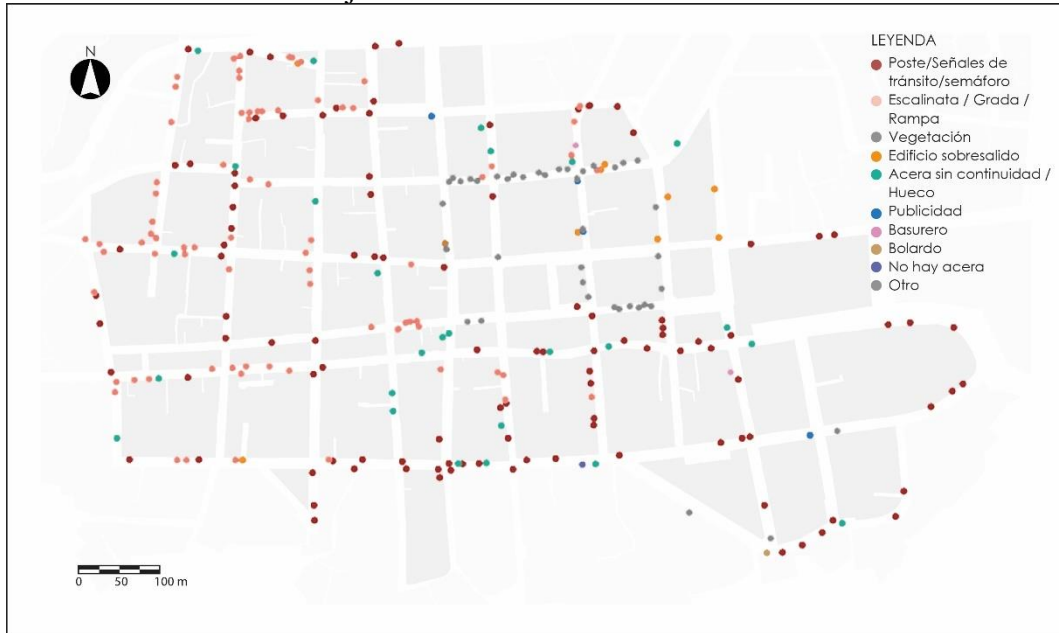 N
LEYENDA
Poste/Señales de
tránsito/semáforo
Escalinata / Grada /
Rampa
Vegetación
Edificio sobresalido
Acera sin continuidad /
Hueco
Publicidad
Basurero
Bolardo
No hay acera
Otro
0 50 100 m